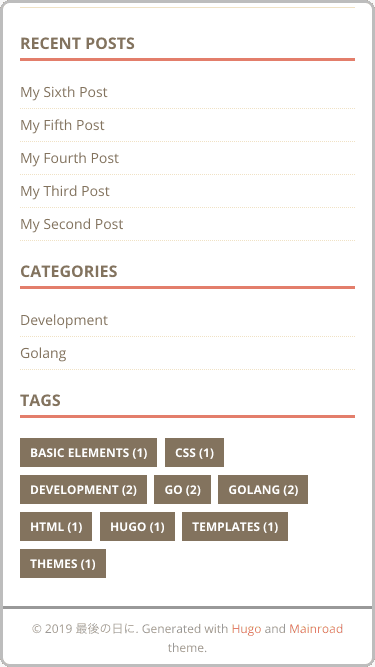 RECENT POSTS
My Sixth Post
My Fifth Post
My Fourth Post
My Third Post
My Second Post
CATEGORIES
Development
Golang
TAGS
BASIC ELEMENTS (1) CSS (1)
DEVELOPMENT (2) GO (2) GOLANG (2)
HTML (1) HUGO (1) TEMPLATES (1)
THEMES (1)
© 2019 最後の日に. Generated with Hugo and Mainroad
theme.